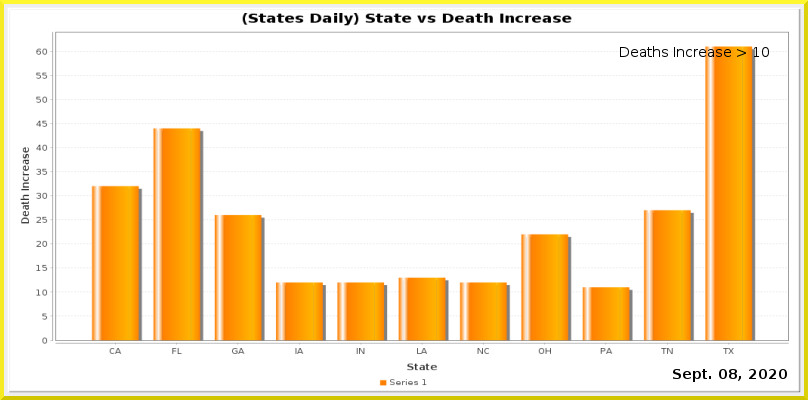 (States Daily) State vs Death Increase
Deaths Increase > 10
60
55
50
45
40
35
30
25
20
15
10
5
0
Death Increase
CA FL GA IA IN LA NC OH PA TN TX
State
Sept. 08, 2020
Series 1